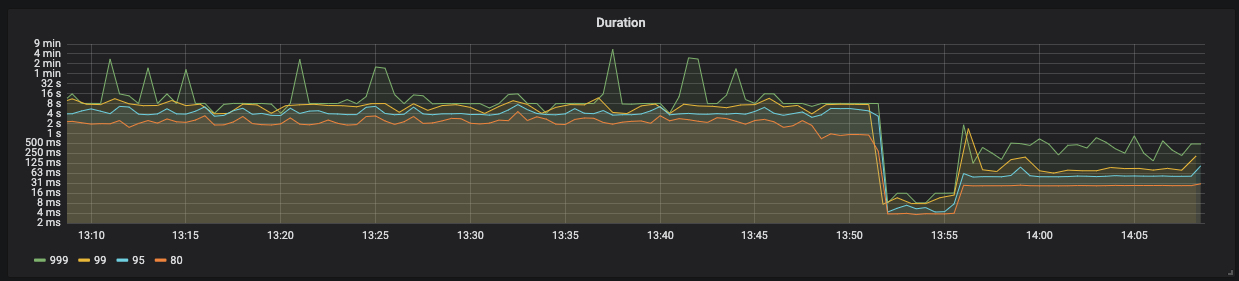 Duration
9 min
4 min
2 min
1 min
32 s
16 s
8 s
4 s
2 s
1 s
500 ms
250 ms
125 ms
63 ms
31 ms
16 ms
8 ms
4 ms
2 ms
13:10 13:15 13:20 13:25 13:30 13:35 13:40 13:45 13:50 13:55 14:00 14:05
999 99 95 80